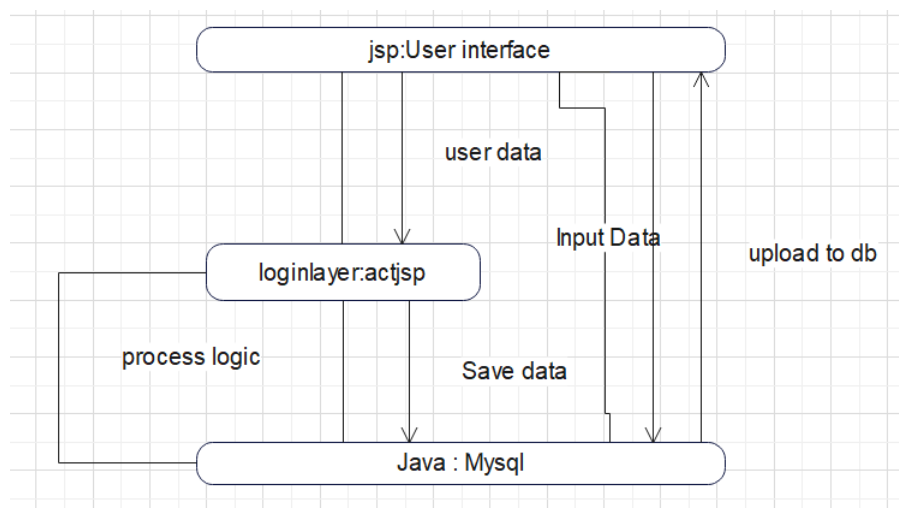 jsp:User interface
user data
Input Data
upload to db
loginlayer:actjsp
process logic
Save data
Java : Mysql